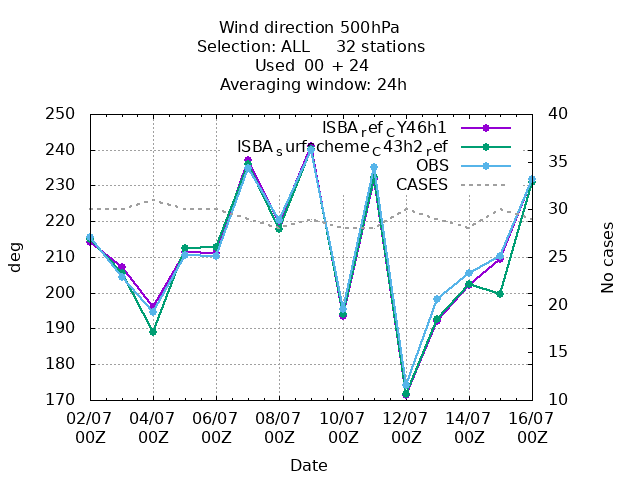 Wind direction 500hPa
Selection: ALL 32 stations
Used 00 + 24
Averaging window: 24h
250 40
ISBArefCY46h1
240 ISBAsurfschemeC43h2ref 35
OBS
230 CASES
220 30
210 25
200 20
190
180 15
170 10
deg
No cases
02/07 04/07 06/07 08/07 10/07 12/07 14/07 16/07
00Z 00Z 00Z 00Z 00Z 00Z 00Z 00Z
Date